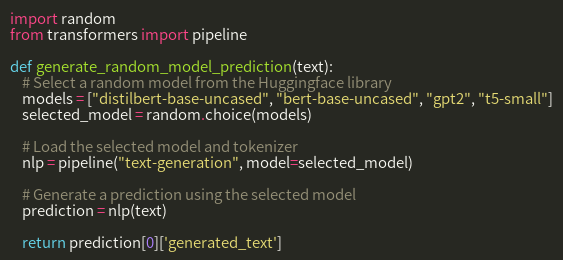 import random
from transformers import pipeline

def generate_random_model_prediction(text):
    # Select a random model from the Huggingface library
    models = ["distilbert-base-uncased", "bert-base-uncased", "gpt2", "t5-small"]
    selected_model = random.choice(models)

    # Load the selected model and tokenizer
    nlp = pipeline("text-generation", model=selected_model)

    # Generate a prediction using the selected model
    prediction = nlp(text)

    return prediction[0]['generated_text']